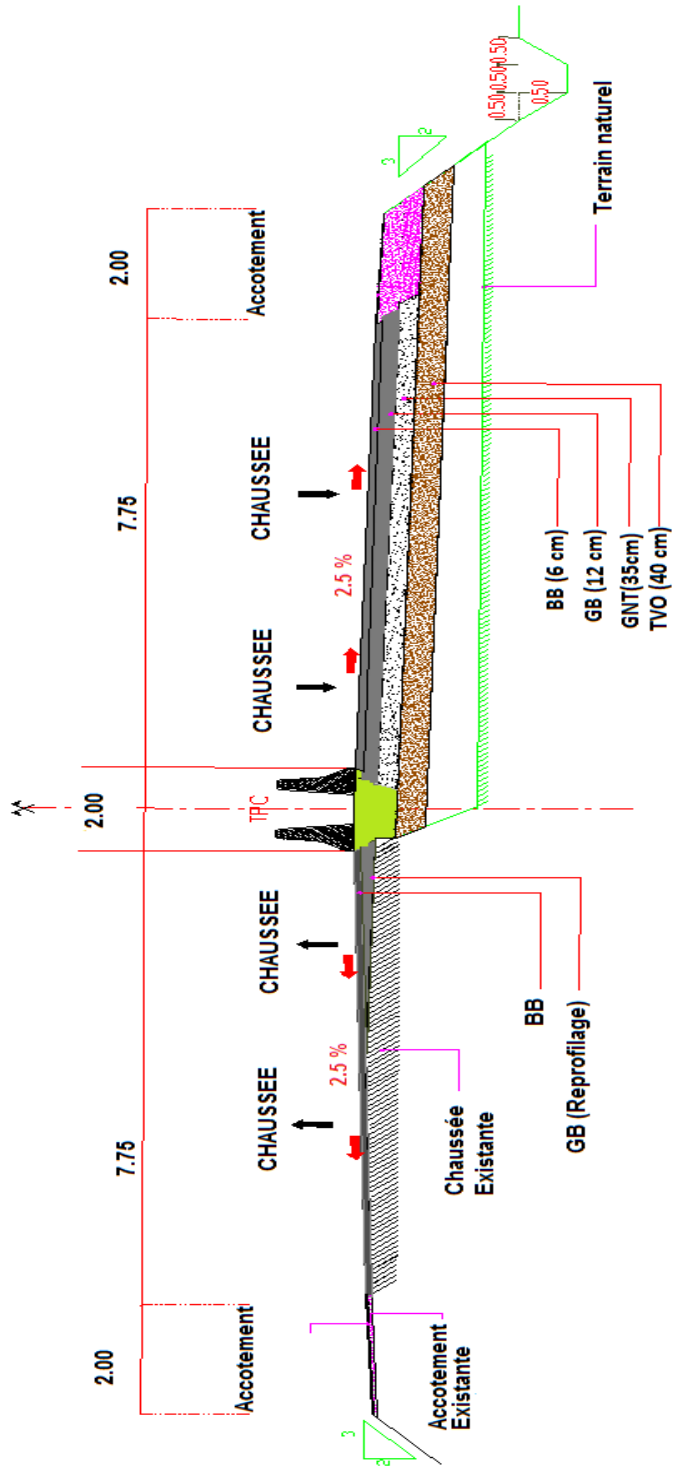 2.00
7.75
2.00
7.75
2.00
Accotement
CHAUSSEE
CHAUSSEE
TPC
CHAUSSEE
CHAUSSEE
Accotement
2.5 %
2.5 %
3
2
3
2
0.50
0.50
0.50
0.50
Accotement
Existante
Chaussée
Existante
BB
GB (Reprofilage)
BB (6 cm)
GB (12 cm)
GNT(35cm)
TVO (40 cm)
Terrain naturel